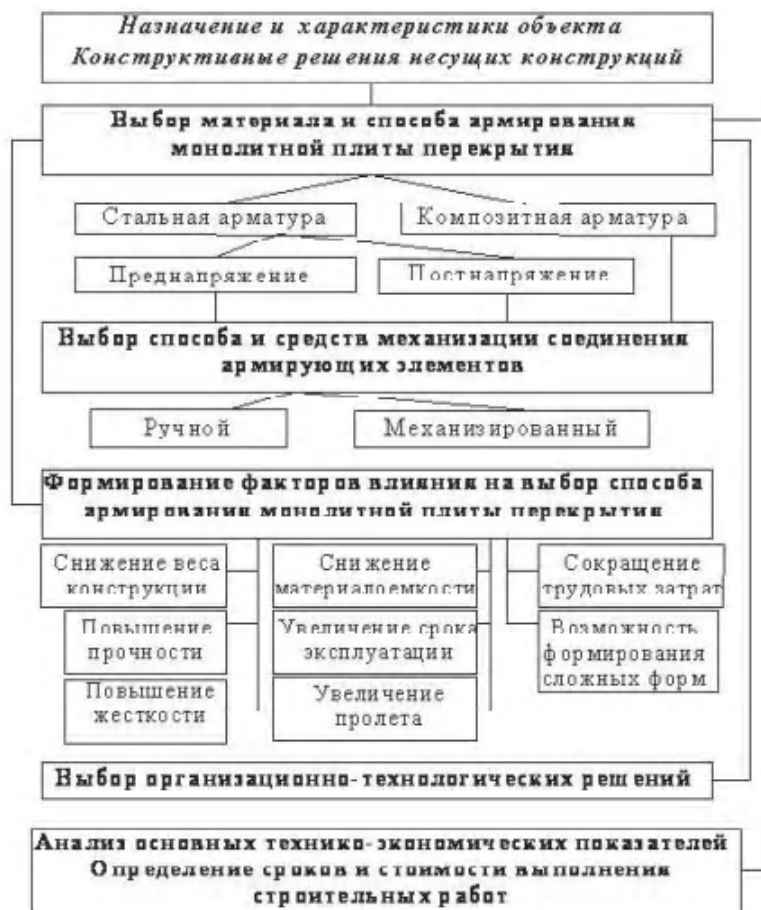 Назначение и характеристики объекта
Конструктивные решения несущих конструкций
Выбор материала и способа армирования
монолитной плиты перекрытия
Стальная арматура
Композитная арматура
Преднапряжение
Постнапряжение
Выбор способа и средств механизации соединения
армирующих элементов
Ручной
Механизированный
Формирование факторов влияния на выбор способа
армирования монолитной плиты перекрытия
Снижение веса
конструкции
Снижение
материалоемкости
Сокращение
трудовых затрат
Повышение
прочности
Увеличение срока
эксплуатации
Возможность
формирования
сложных форм
Повышение
жесткости
Увеличение
пролета
Выбор организационно-технологических решений
Анализ основных технико-экономических показателей
Определение сроков и стоимости выполнения
строительных работ